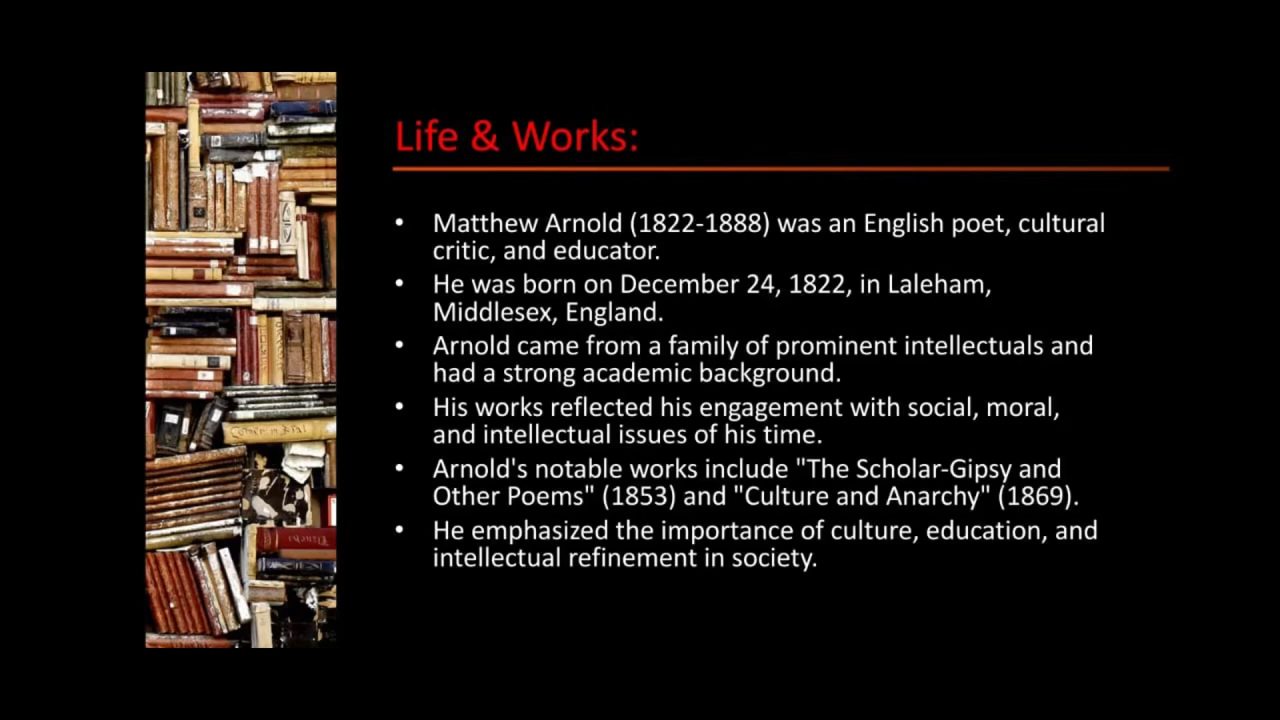 Life & Works:
• Matthew Arnold (1822-1888) was an English poet, cultural
critic, and educator.
• He was born on December 24, 1822, in Laleham,
Middlesex, England.
• Arnold came from a family of prominent intellectuals and
had a strong academic background.
• His works reflected his engagement with social, moral,
and intellectual issues of his time.
• Arnold's notable works include "The Scholar-Gipsy and
Other Poems" (1853) and "Culture and Anarchy" (1869).
• He emphasized the importance of culture, education, and
intellectual refinement in society.